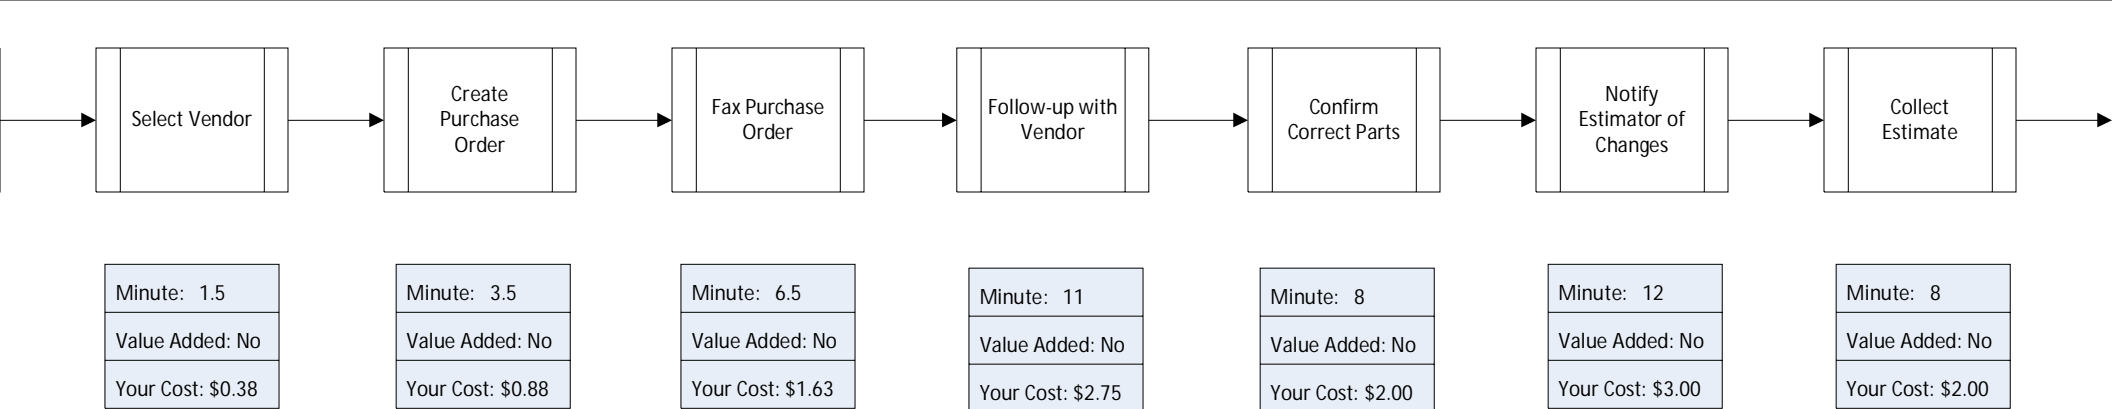 Select Vendor
Create
Purchase
Order
Fax Purchase
Order
Follow-up with
Vendor
Confirm
Correct Parts
Notify
Estimator of
Changes
Collect
Estimate
Minute: 1.5
Value Added: No
Your Cost: $0.38
Minute: 3.5
Value Added: No
Your Cost: $0.88
Minute: 6.5
Value Added: No
Your Cost: $1.63
Minute: 11
Value Added: No
Your Cost: $2.75
Minute: 8
Value Added: No
Your Cost: $2.00
Minute: 12
Value Added: No
Your Cost: $3.00
Minute: 8
Value Added: No
Your Cost: $2.00